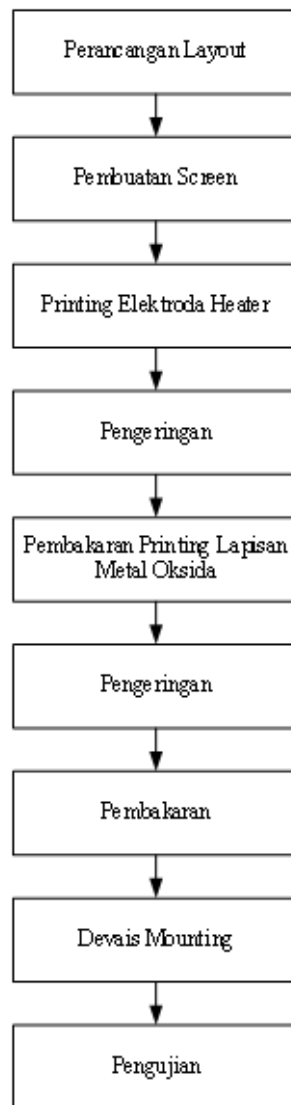 Perancangan Layout
Pembuatan Screen
Printing Elektroda Heater
Pengeringan
Pembakaran Printing Lapisan
Metal Oksida
Pengeringan
Pembakaran
Devais Mounting
Pengujian